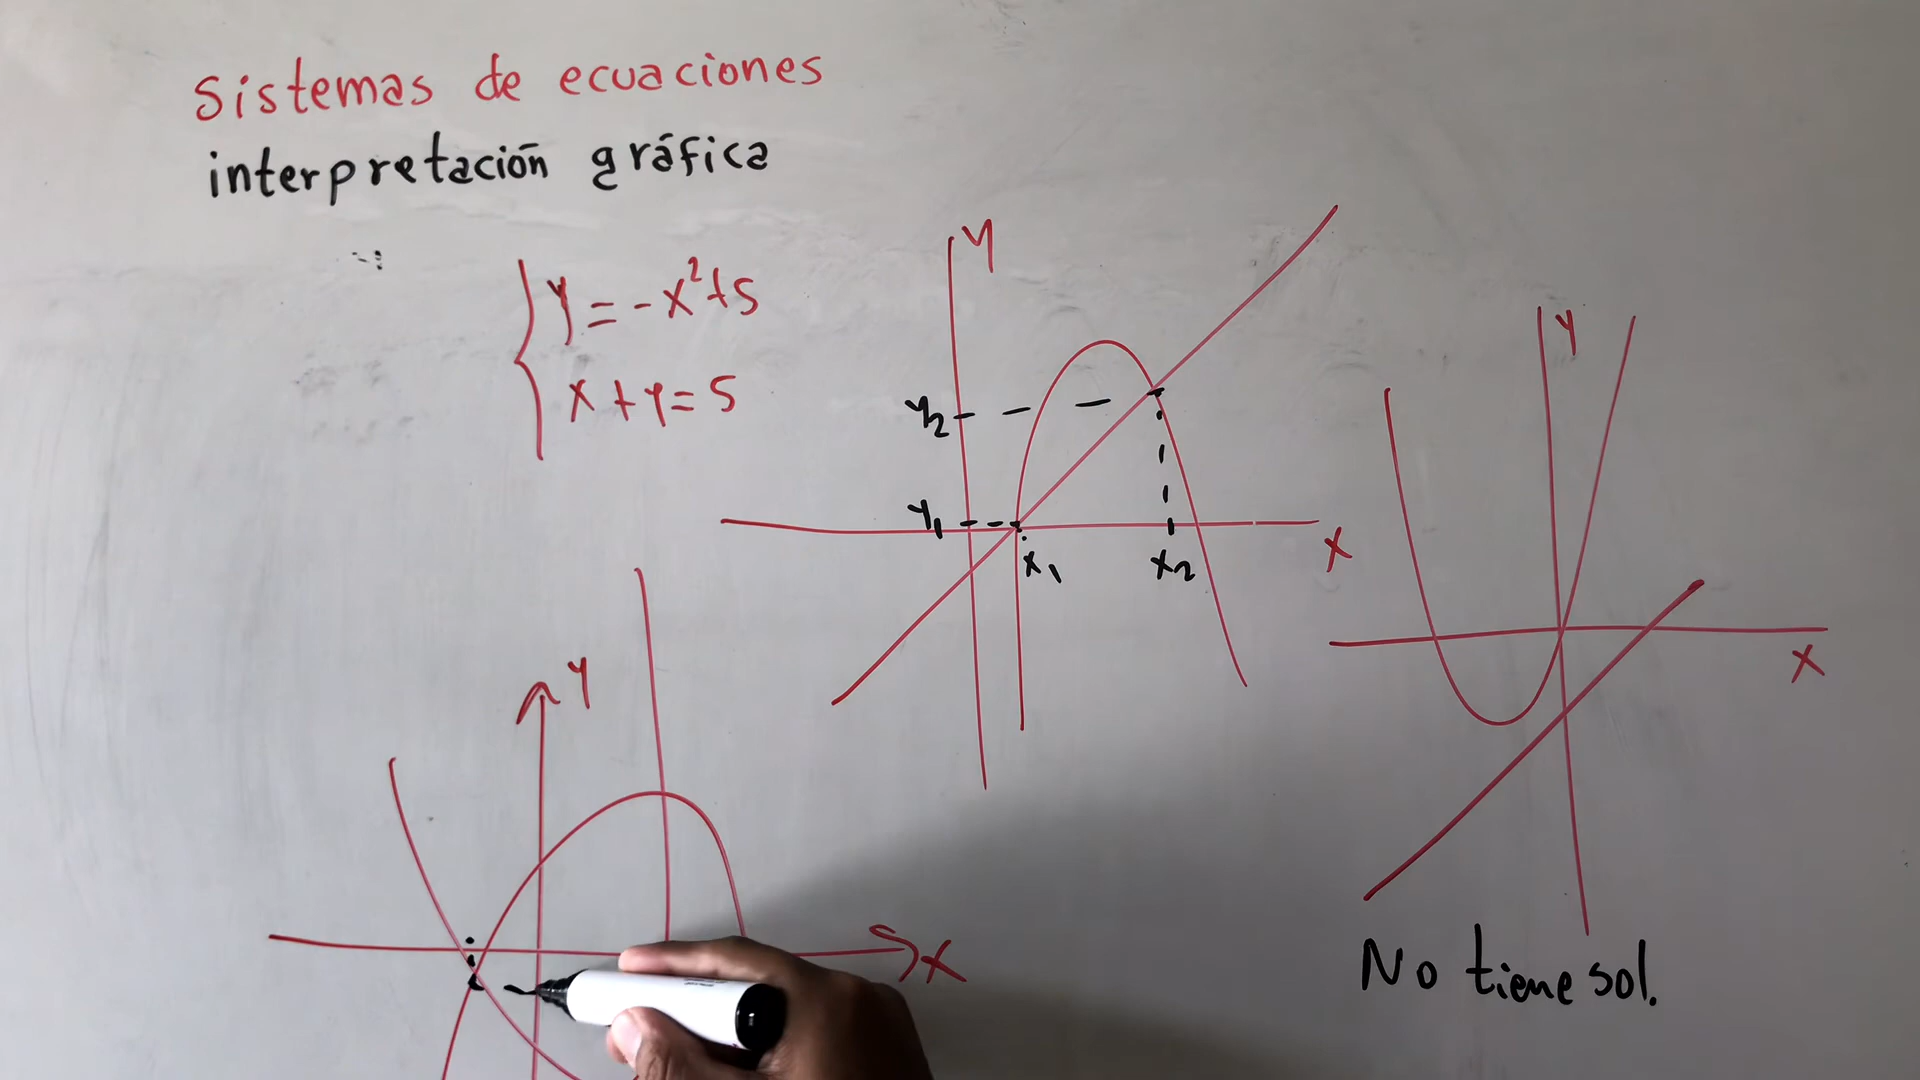 Sistemas de ecuaciones
interpretación gráfica
y = -x²+5
x+y=5
y
y₂
y₁
x₁
x₂
x
y
x
No tiene sol.
y
x